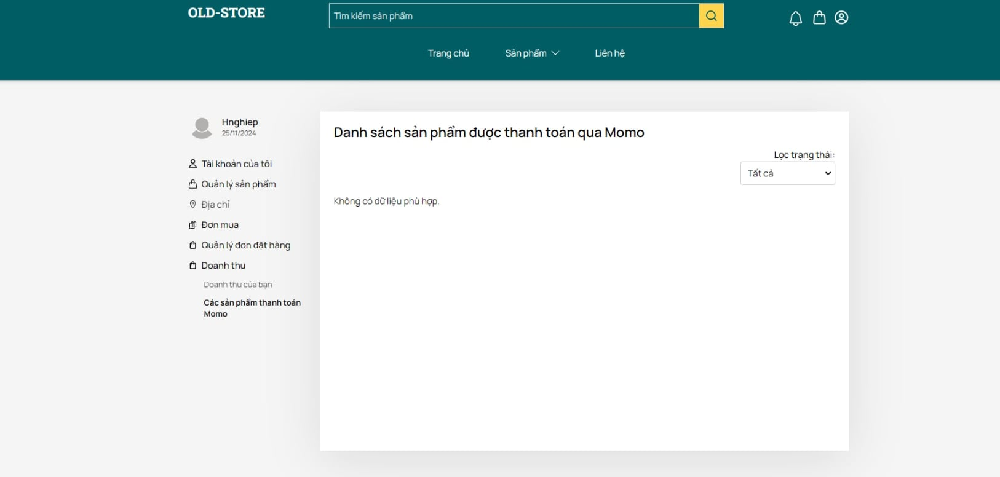 OLD-STORE
Tìm kiếm sản phẩm
Trang chủ
Sản phẩm
Liên hệ
Hnghiep
25/11/2024
Tài khoản của tôi
Quản lý sản phẩm
Địa chỉ
Đơn mua
Quản lý đơn đặt hàng
Doanh thu
Doanh thu của bạn
Các sản phẩm thanh toán
Momo
Danh sách sản phẩm được thanh toán qua Momo
Lọc trạng thái:
Tất cả
Không có dữ liệu phù hợp.